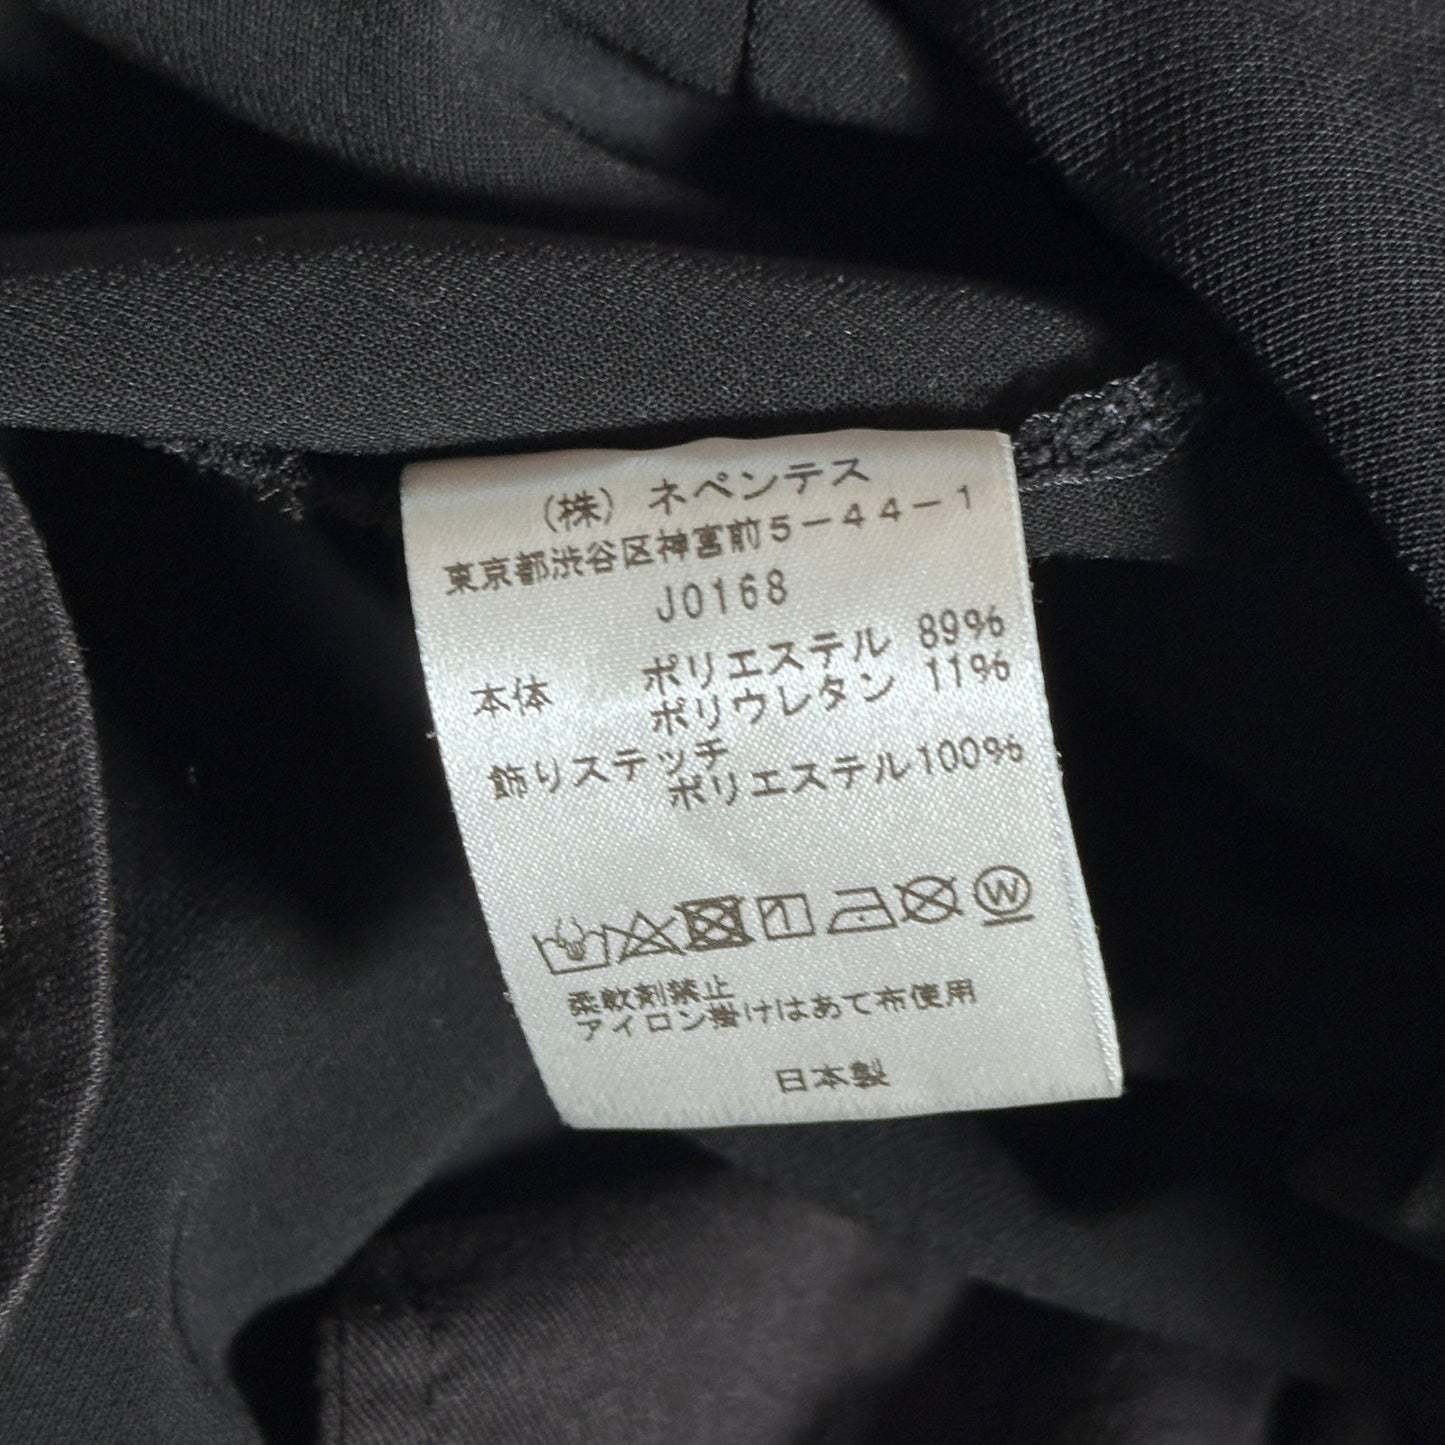 (株) ネペンテス
東京都渋谷区神宮前5-44-1
J0168
本体 ポリエステル 89%
ポリウレタン 11%
飾りステッチ
ポリエステル100%
W
柔軟剤禁止
アイロン掛けはあて布使用
日本製